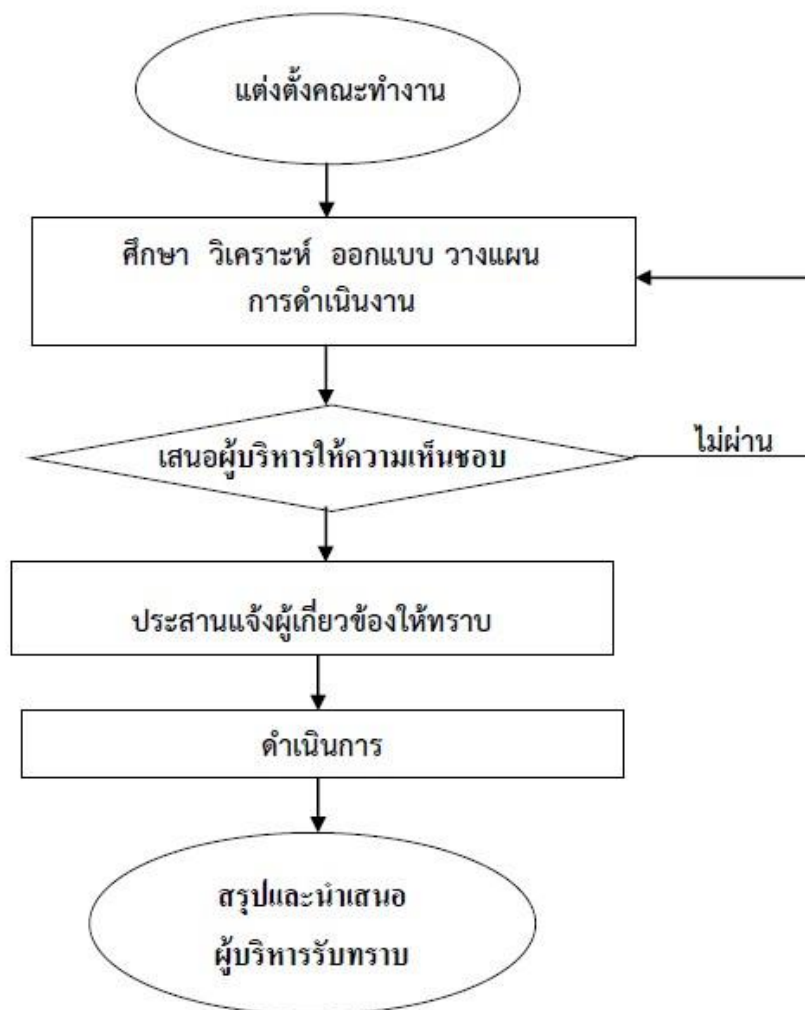 แต่งตั้งคณะทำงาน
ศึกษา วิเคราะห์ ออกแบบ วางแผน
การดำเนินงาน
เสนอผู้บริหารให้ความเห็นชอบ
ไม่ผ่าน
ประสานแจ้งผู้เกี่ยวข้องให้ทราบ
ดำเนินการ
สรุปและนำเสนอ
ผู้บริหารรับทราบ